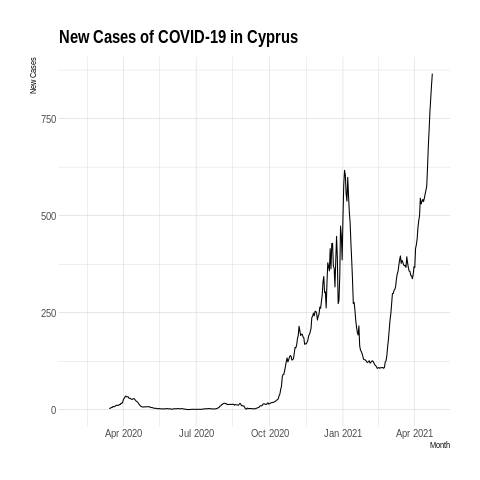 New Cases of COVID-19 in Cyprus
New Cases
750
500
250
0
Apr 2020 Jul 2020 Oct 2020 Jan 2021 Apr 2021
Month